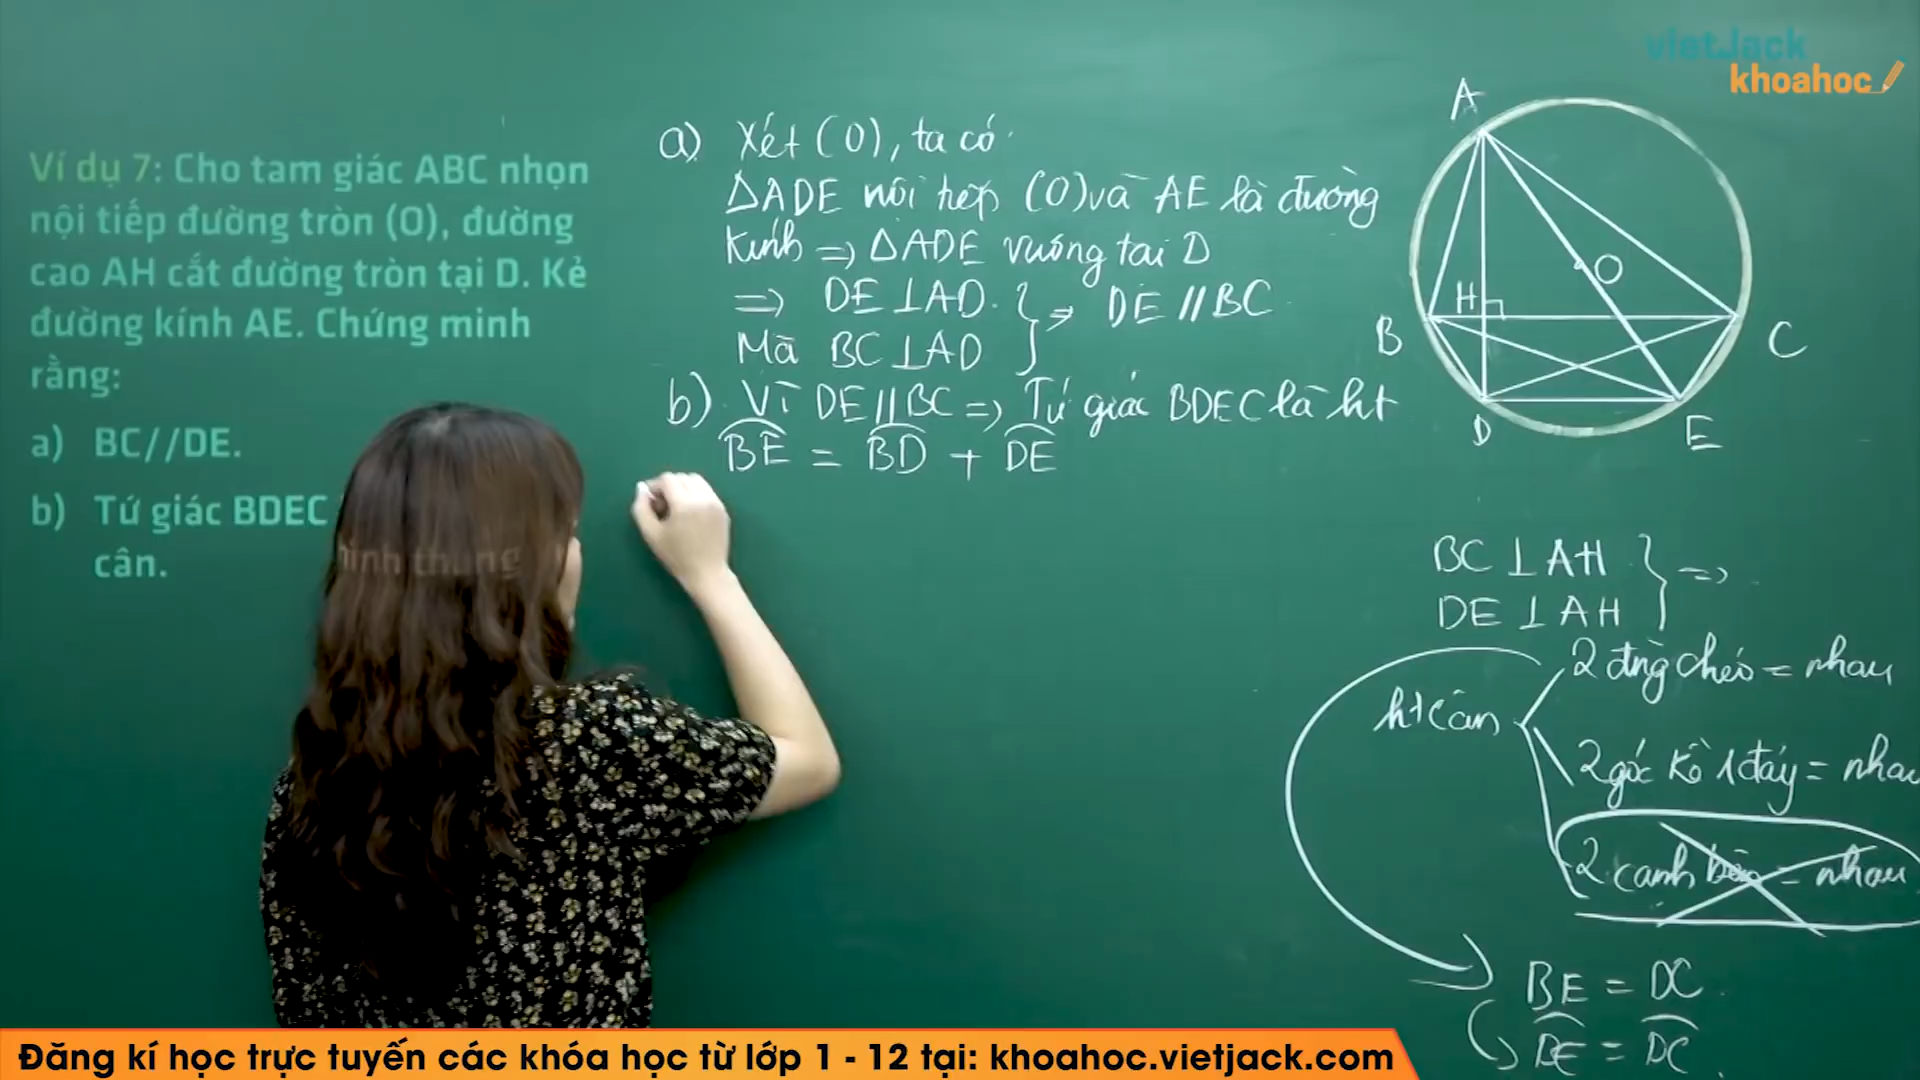 vietJack
khoahoc
Ví dụ 7: Cho tam giác ABC nhọn
nội tiếp đường tròn (O), đường
cao AH cắt đường tròn tại D. Kẻ
đường kính AE. Chứng minh
rằng:
a) BC//DE.
b) Tứ giác BDEC
hình thang
cân.
a) Xét (O), ta có
ΔADE nội tiếp (O) và AE là đường
kính => ΔADE vuông tại D
=> DE ⊥ AD. } => DE // BC
Mà BC ⊥ AD
b) Vì DE // BC => Tứ giác BDEC là ht
BE = BD + DE
A
O
H
B
C
D
E
BC ⊥ AH } =>
DE ⊥ AH
ht cân
2 đng chéo = nhau
2 góc kề 1 đáy = nhau
2 cạnh bên = nhau
BE = DC
BE = DC
Đăng kí học trực tuyến các khóa học từ lớp 1 - 12 tại: khoahoc.vietjack.com